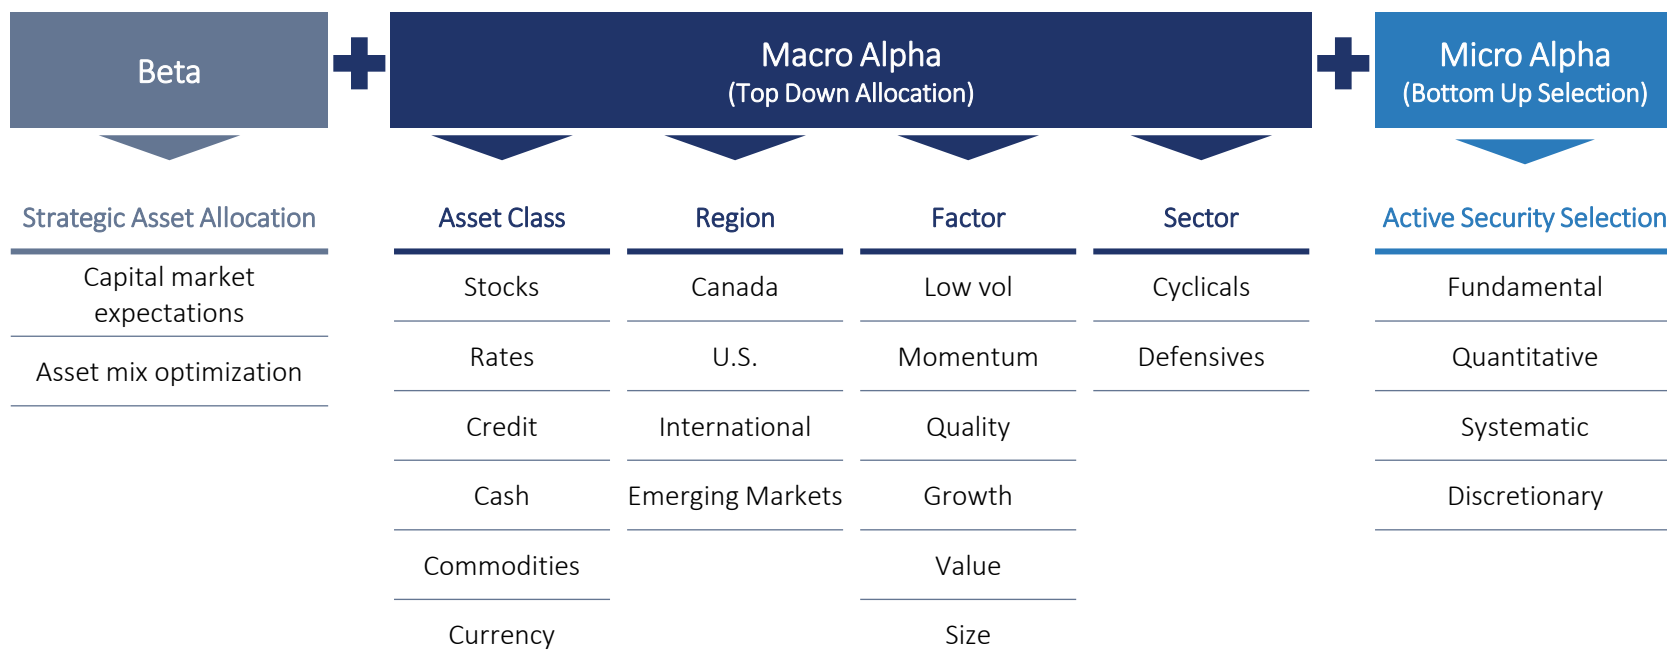 Beta
Macro Alpha
(Top Down Allocation)
Micro Alpha
(Bottom Up Selection)
Strategic Asset Allocation
Capital market
expectations
Asset mix optimization
Asset Class
Stocks
Rates
Credit
Cash
Commodities
Currency
Region
Canada
U.S.
International
Emerging Markets
Factor
Low vol
Momentum
Quality
Growth
Value
Size
Sector
Cyclicals
Defensives
Active Security Selection
Fundamental
Quantitative
Systematic
Discretionary